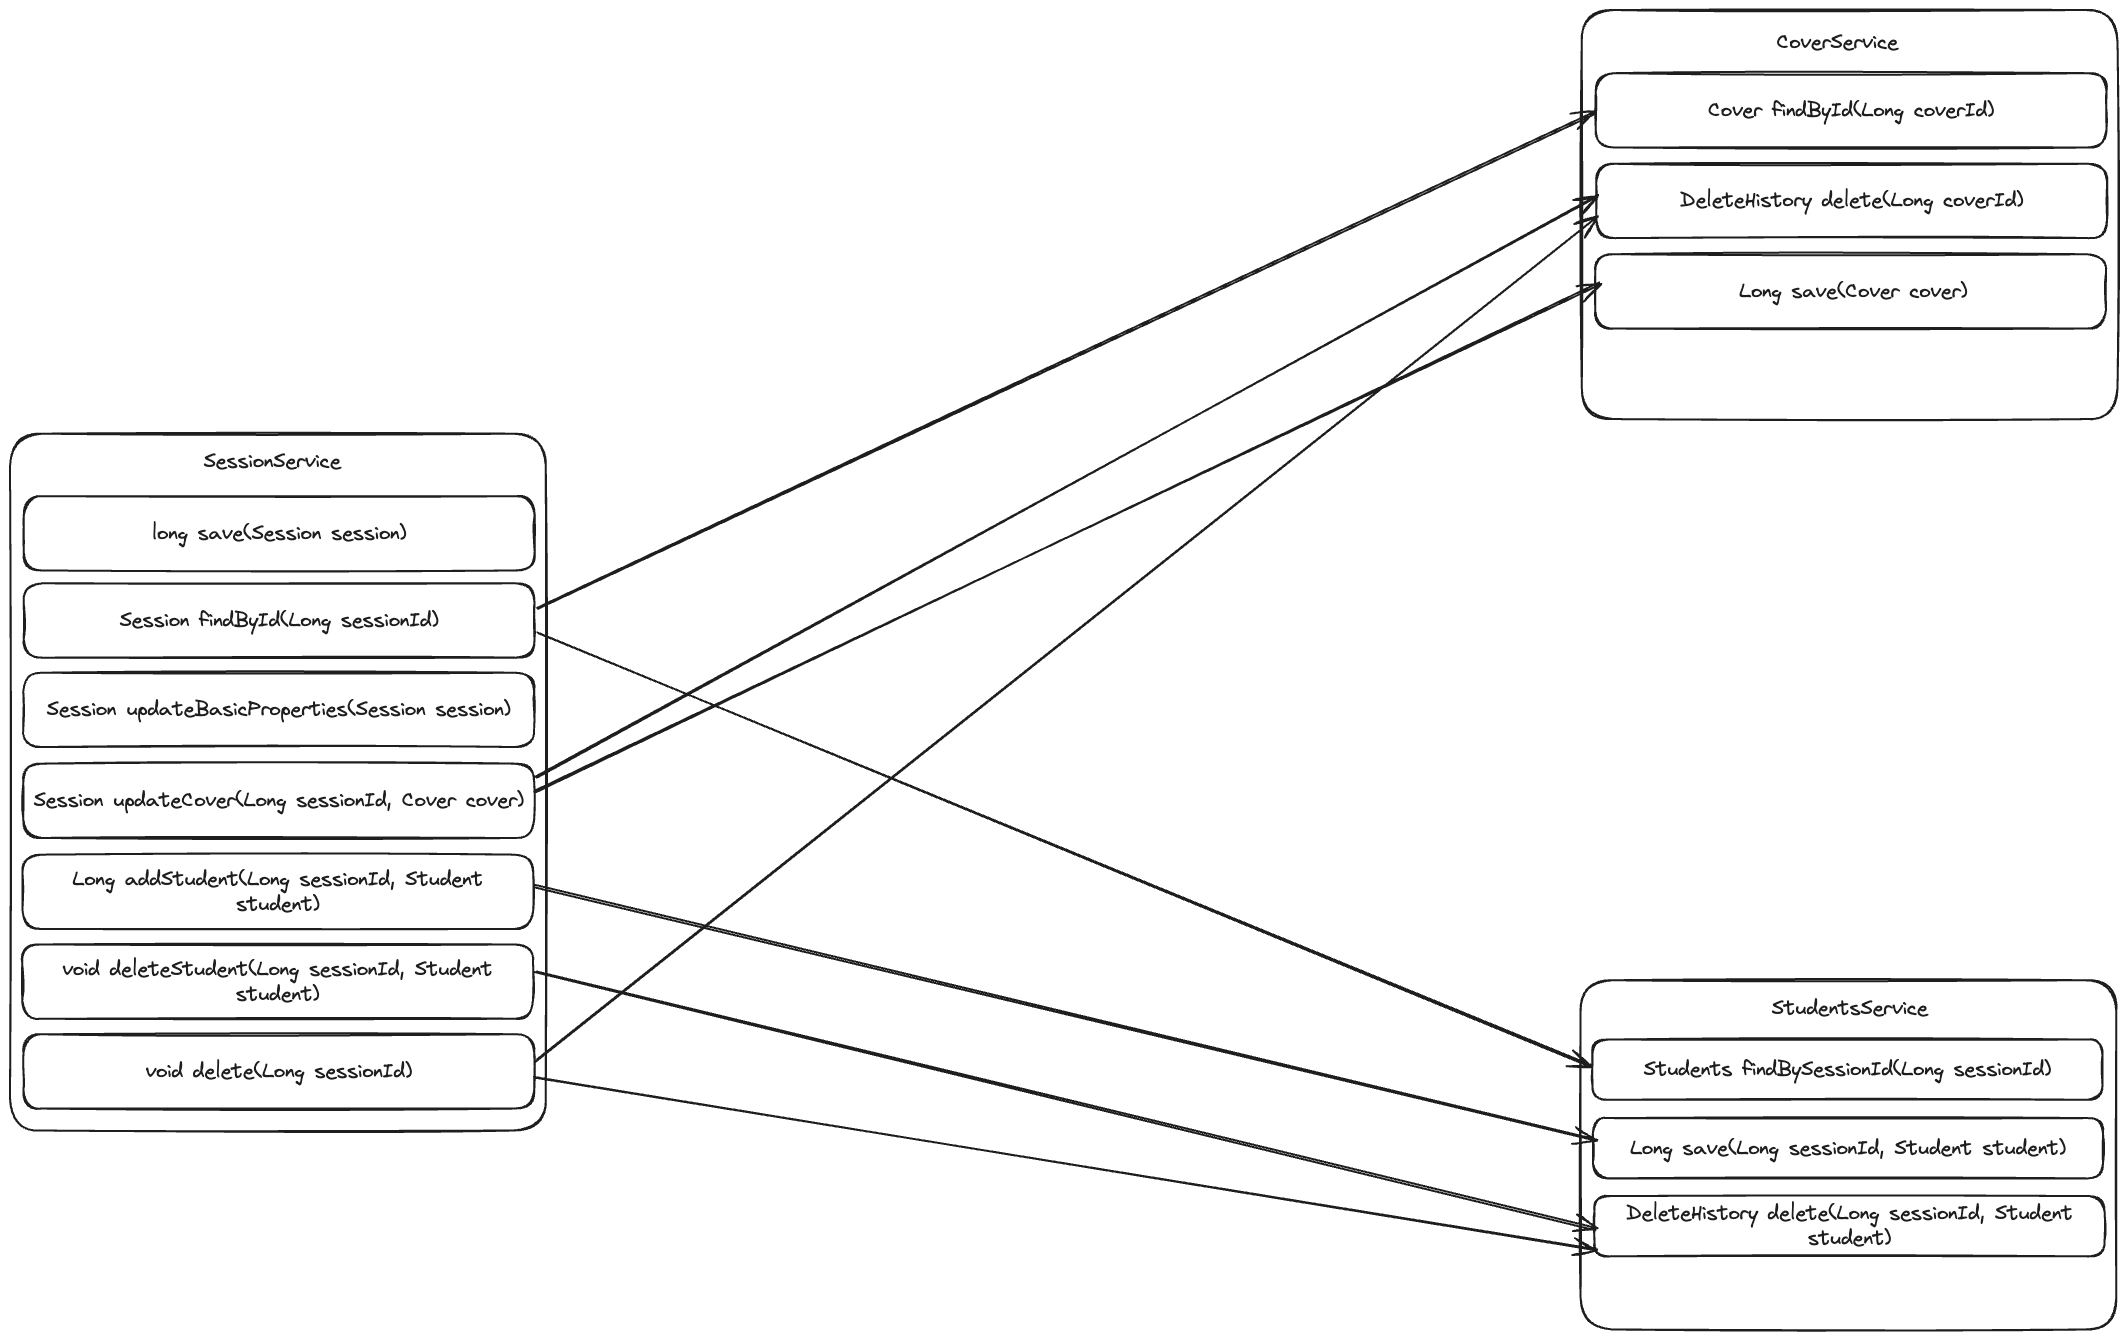 CoverService
Cover findById(Long coverId)
DeleteHistory delete(Long coverId)
Long save(Cover cover)
SessionService
long save(Session session)
Session findById(Long sessionId)
Session updateBasicProperties(Session session)
Session updateCover(Long sessionId, Cover cover)
Long addStudent(Long sessionId, Student
student)
void deleteStudent(Long sessionId, Student
student)
void delete(Long sessionId)
StudentsService
Students findBySessionId(Long sessionId)
Long save(Long sessionId, Student student)
DeleteHistory delete(Long sessionId, Student
student)